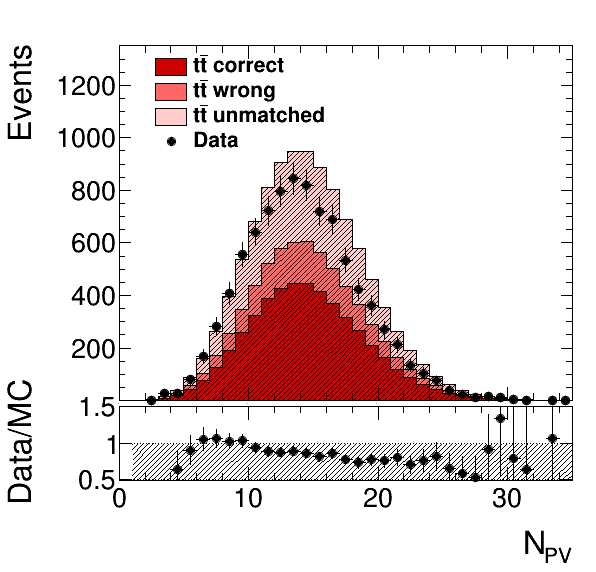 Events
1200
1000
800
600
400
200
tt̄ correct
tt̄ wrong
tt̄ unmatched
Data
Data/MC
1.5
1
0.5
0 10 20 30
N_PV